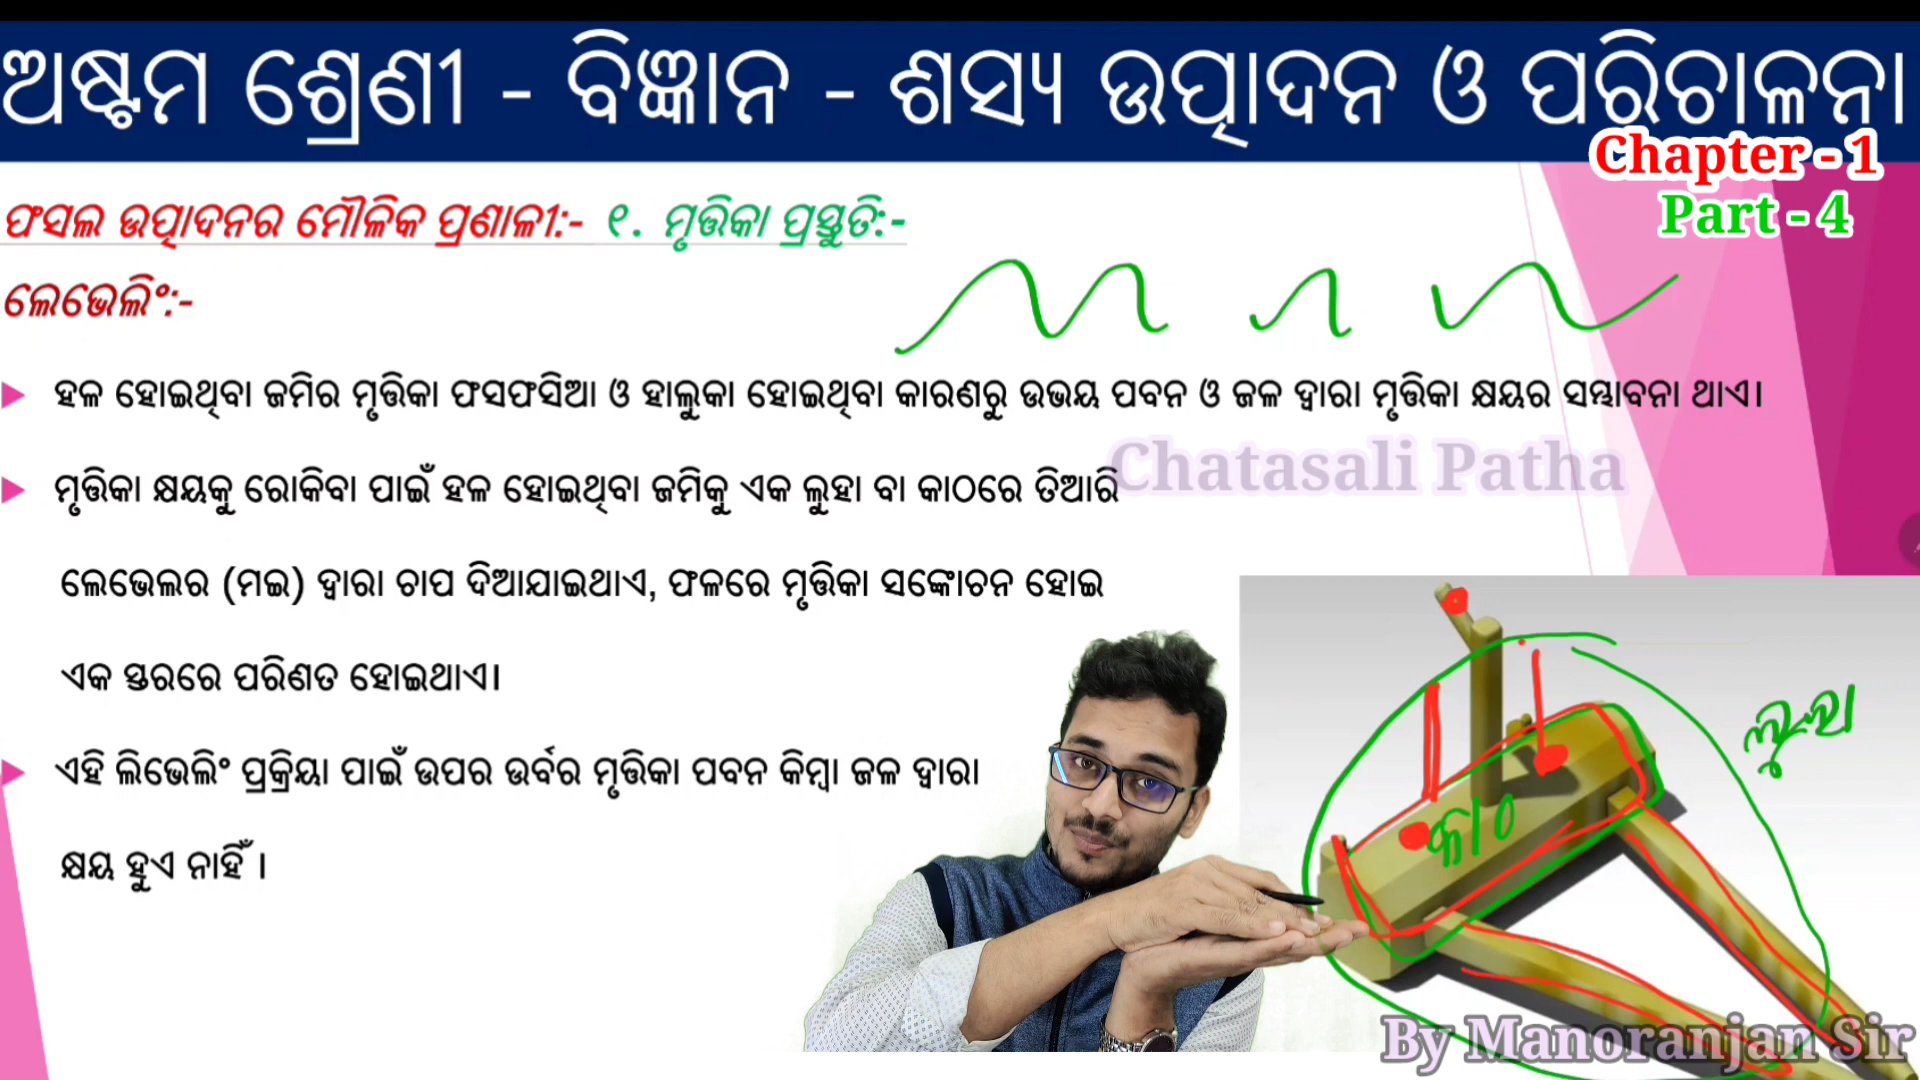 ଅଷ୍ଟମ ଶ୍ରେଣୀ - ବିଜ୍ଞାନ - ଶସ୍ୟ ଉତ୍ପାଦନ ଓ ପରିଚାଳନା
Chapter - 1
Part - 4
ଫସଲ ଉତ୍ପାଦନର ମୌଳିକ ପ୍ରଣାଳୀ:- ୧. ମୃତ୍ତିକା ପ୍ରସ୍ତୁତି:-
ଲେଭେଲିଂ:-
ହଳ ହୋଇଥିବା ଜମିର ମୃତ୍ତିକା ଫସଫସିଆ ଓ ହାଲୁକା ହୋଇଥିବା କାରଣରୁ ଉଭୟ ପବନ ଓ ଜଳ ଦ୍ୱାରା ମୃତ୍ତିକା କ୍ଷୟର ସମ୍ଭାବନା ଥାଏ।
Chatasali Patha
ମୃତ୍ତିକା କ୍ଷୟକୁ ରୋକିବା ପାଇଁ ହଳ ହୋଇଥିବା ଜମିକୁ ଏକ ଲୁହା ବା କାଠରେ ତିଆରି
ଲେଭେଲର (ମଇ) ଦ୍ୱାରା ଚାପ ଦିଆଯାଇଥାଏ, ଫଳରେ ମୃତ୍ତିକା ସଙ୍କୋଚନ ହୋଇ
ଏକ ସ୍ତରରେ ପରିଣତ ହୋଇଥାଏ।
ଏହି ଲିଭେଲିଂ ପ୍ରକ୍ରିୟା ପାଇଁ ଉପର ଉର୍ବର ମୃତ୍ତିକା ପବନ କିମ୍ବା ଜଳ ଦ୍ୱାରା
କ୍ଷୟ ହୁଏ ନାହିଁ ।
ଲୁହା
କାଠ
By Manoranjan Sir